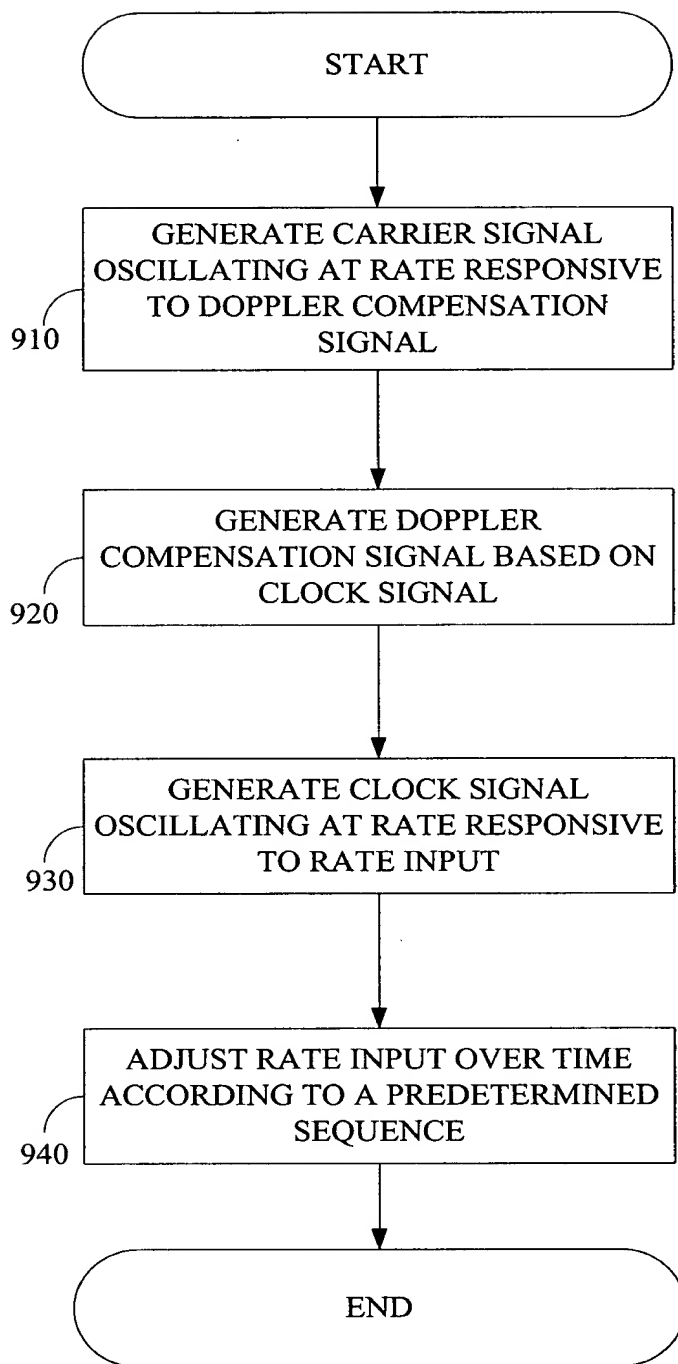 START
GENERATE CARRIER SIGNAL
OSCILLATING AT RATE RESPONSIVE
TO DOPPLER COMPENSATION
SIGNAL
910
GENERATE DOPPLER
COMPENSATION SIGNAL BASED ON
CLOCK SIGNAL
920
GENERATE CLOCK SIGNAL
OSCILLATING AT RATE RESPONSIVE
TO RATE INPUT
930
ADJUST RATE INPUT OVER TIME
ACCORDING TO A PREDETERMINED
SEQUENCE
940
END